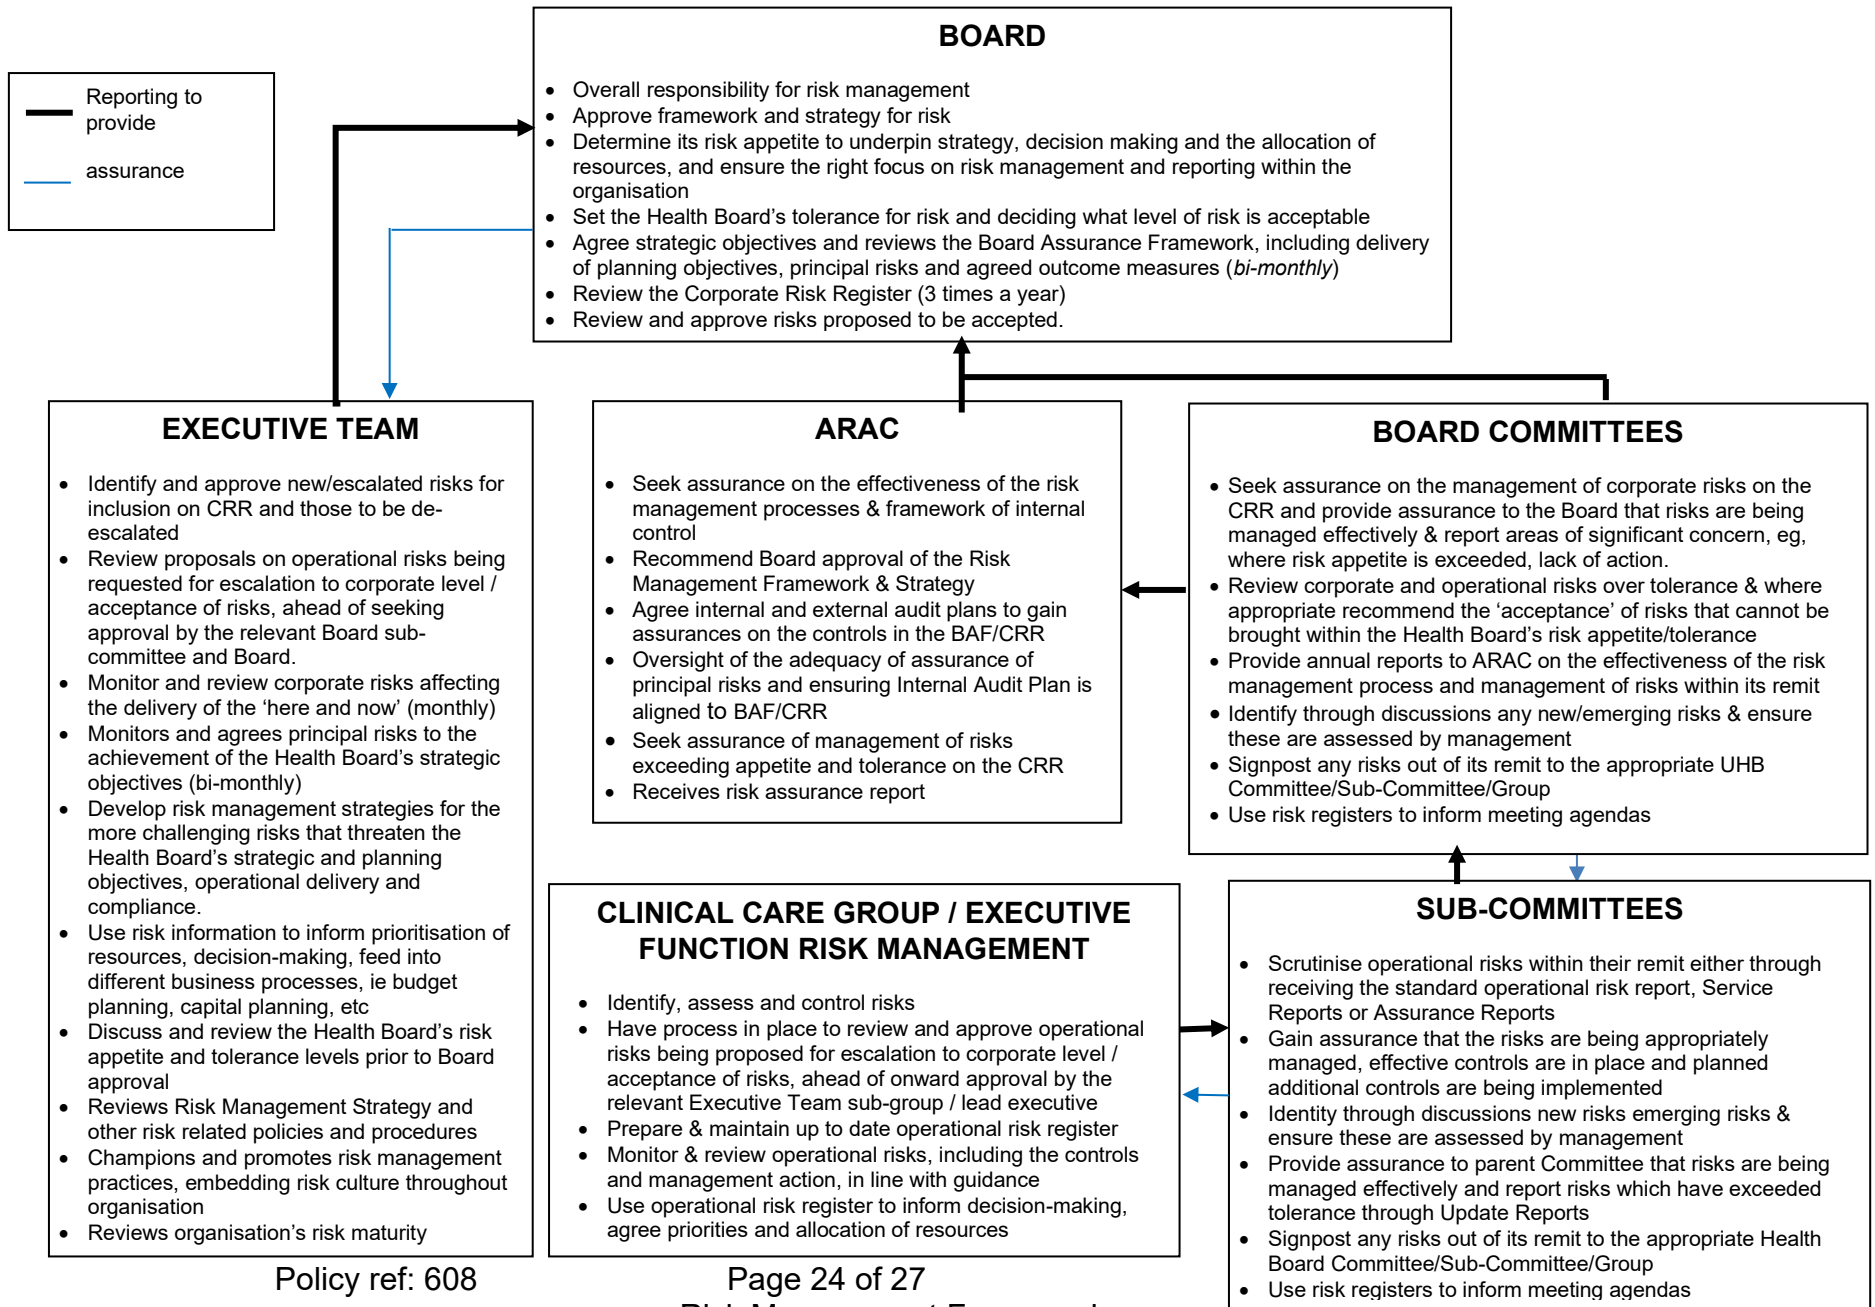 BOARD
• Overall responsibility for risk management
• Approve framework and strategy for risk
• Determine its risk appetite to underpin strategy, decision making and the allocation of
resources, and ensure the right focus on risk management and reporting within the
organisation
• Set the Health Board’s tolerance for risk and deciding what level of risk is acceptable
• Agree strategic objectives and reviews the Board Assurance Framework, including delivery
of planning objectives, principal risks and agreed outcome measures (bi-monthly)
• Review the Corporate Risk Register (3 times a year)
• Review and approve risks proposed to be accepted.
Reporting to
provide
assurance
EXECUTIVE TEAM
• Identify and approve new/escalated risks for
inclusion on CRR and those to be de-
escalated
• Review proposals on operational risks being
requested for escalation to corporate level /
acceptance of risks, ahead of seeking
approval by the relevant Board sub-
committee and Board.
• Monitor and review corporate risks affecting
the delivery of the ‘here and now’ (monthly)
• Monitors and agrees principal risks to the
achievement of the Health Board’s strategic
objectives (bi-monthly)
• Develop risk management strategies for the
more challenging risks that threaten the
Health Board’s strategic and planning
objectives, operational delivery and
compliance.
• Use risk information to inform prioritisation of
resources, decision-making, feed into
different business processes, ie budget
planning, capital planning, etc
• Discuss and review the Health Board’s risk
appetite and tolerance levels prior to Board
approval
• Reviews Risk Management Strategy and
other risk related policies and procedures
• Champions and promotes risk management
practices, embedding risk culture throughout
organisation
• Reviews organisation’s risk maturity
ARAC
• Seek assurance on the effectiveness of the risk
management processes & framework of internal
control
• Recommend Board approval of the Risk
Management Framework & Strategy
• Agree internal and external audit plans to gain
assurances on the controls in the BAF/CRR
• Oversight of the adequacy of assurance of
principal risks and ensuring Internal Audit Plan is
aligned to BAF/CRR
• Seek assurance of management of risks
exceeding appetite and tolerance on the CRR
• Receives risk assurance report
BOARD COMMITTEES
• Seek assurance on the management of corporate risks on the
CRR and provide assurance to the Board that risks are being
managed effectively & report areas of significant concern, eg,
where risk appetite is exceeded, lack of action.
• Review corporate and operational risks over tolerance & where
appropriate recommend the ‘acceptance’ of risks that cannot be
brought within the Health Board’s risk appetite/tolerance
• Provide annual reports to ARAC on the effectiveness of the risk
management process and management of risks within its remit
• Identify through discussions any new/emerging risks & ensure
these are assessed by management
• Signpost any risks out of its remit to the appropriate UHB
Committee/Sub-Committee/Group
• Use risk registers to inform meeting agendas
CLINICAL CARE GROUP / EXECUTIVE
FUNCTION RISK MANAGEMENT
• Identify, assess and control risks
• Have process in place to review and approve operational
risks being proposed for escalation to corporate level /
acceptance of risks, ahead of onward approval by the
relevant Executive Team sub-group / lead executive
• Prepare & maintain up to date operational risk register
• Monitor & review operational risks, including the controls
and management action, in line with guidance
• Use operational risk register to inform decision-making,
agree priorities and allocation of resources
SUB-COMMITTEES
• Scrutinise operational risks within their remit either through
receiving the standard operational risk report, Service
Reports or Assurance Reports
• Gain assurance that the risks are being appropriately
managed, effective controls are in place and planned
additional controls are being implemented
• Identity through discussions new risks emerging risks &
ensure these are assessed by management
• Provide assurance to parent Committee that risks are being
managed effectively and report risks which have exceeded
tolerance through Update Reports
• Signpost any risks out of its remit to the appropriate Health
Board Committee/Sub-Committee/Group
• Use risk registers to inform meeting agendas
Policy ref: 608
Page 24 of 27